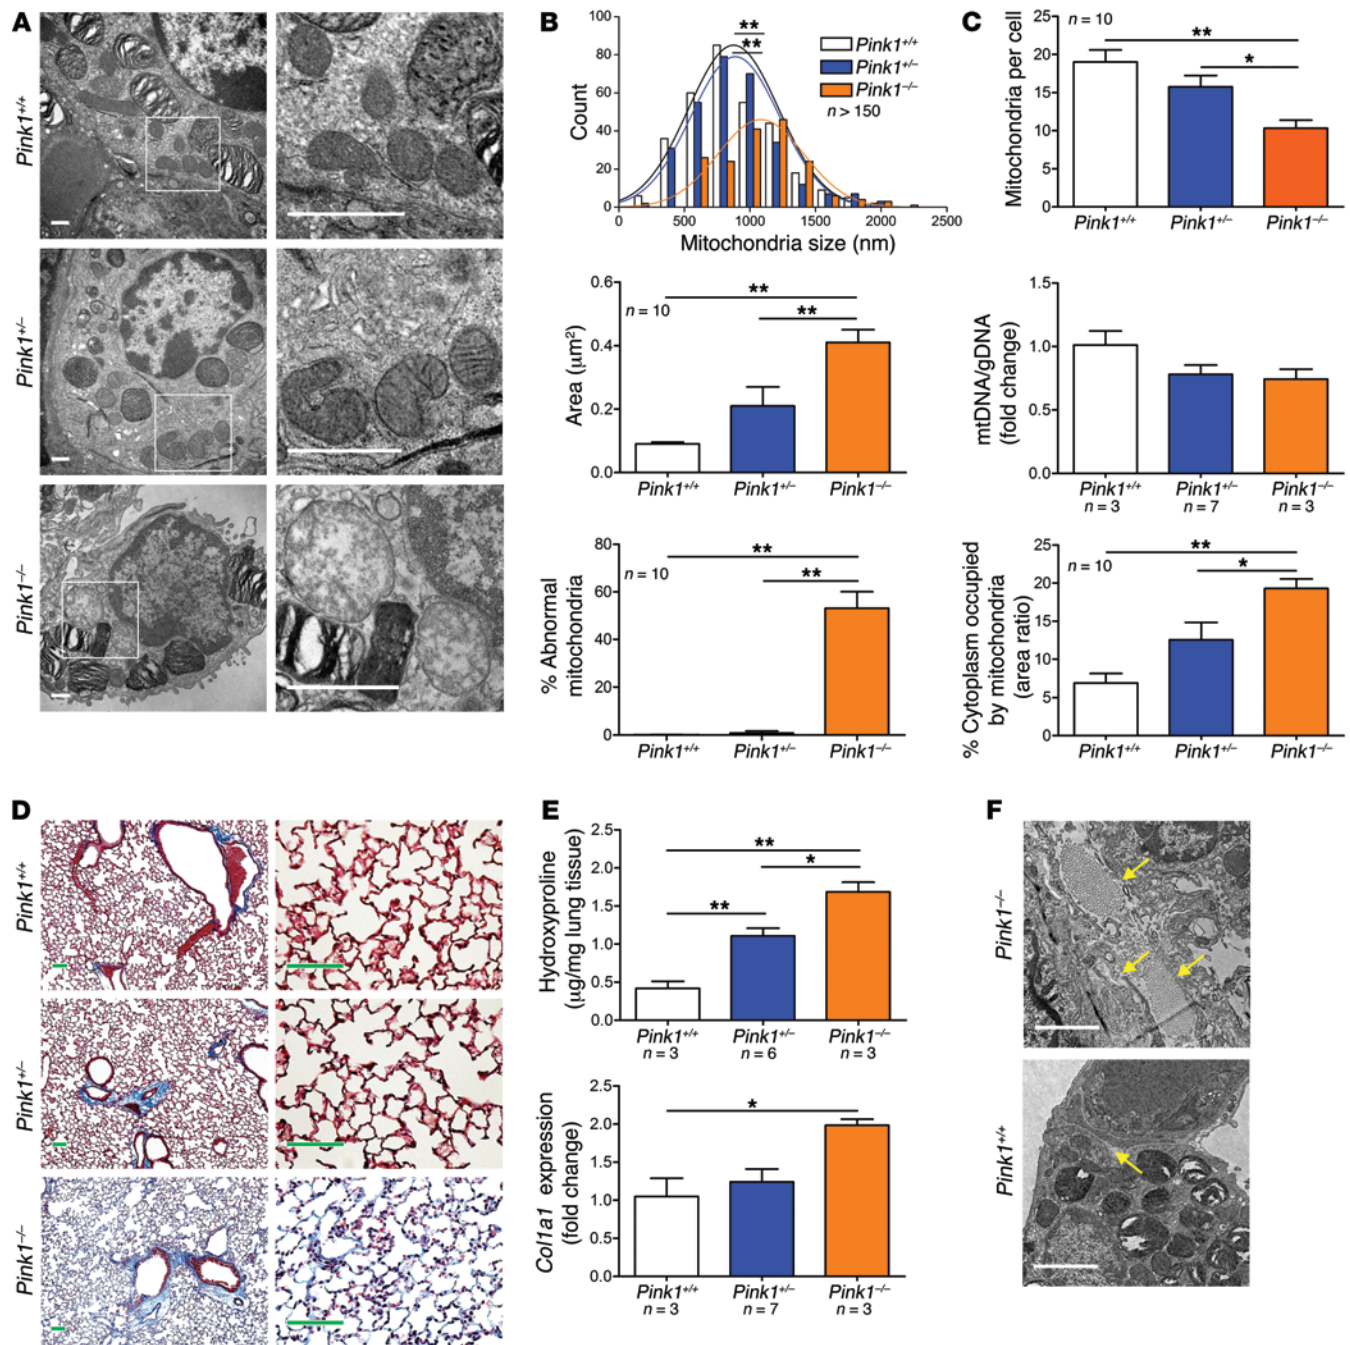 A
Pink1+/+
Pink1+/−
Pink1−/−
B
100
80
60
40
20
0
Count
**
**
Pink1+/+
Pink1+/−
Pink1−/−
n > 150
0 500 1000 1500 2000 2500
Mitochondria size (nm)
0.6
0.4
0.2
0.0
Area (µm²)
n = 10
**
**
Pink1+/+ Pink1+/− Pink1−/−
80
60
40
20
0
% Abnormal
mitochondria
n = 10
**
**
Pink1+/+ Pink1+/− Pink1−/−
C
25
20
15
10
5
0
Mitochondria per cell
n = 10
**
*
Pink1+/+ Pink1+/− Pink1−/−
1.5
1.0
0.5
0.0
mtDNA/gDNA
(fold change)
Pink1+/+ Pink1+/− Pink1−/−
n = 3 n = 7 n = 3
25
20
15
10
5
0
% Cytoplasm occupied
by mitochondria
(area ratio)
n = 10
**
*
Pink1+/+ Pink1+/− Pink1−/−
D
Pink1+/+
Pink1+/−
Pink1−/−
E
2.5
2.0
1.5
1.0
0.5
0.0
Hydroxyproline
(µg/mg lung tissue)
**
*
**
Pink1+/+ Pink1+/− Pink1−/−
n = 3 n = 6 n = 3
2.5
2.0
1.5
1.0
0.5
0.0
Col1a1 expression
(fold change)
*
Pink1+/+ Pink1+/− Pink1−/−
n = 3 n = 7 n = 3
F
Pink1−/−
Pink1+/+